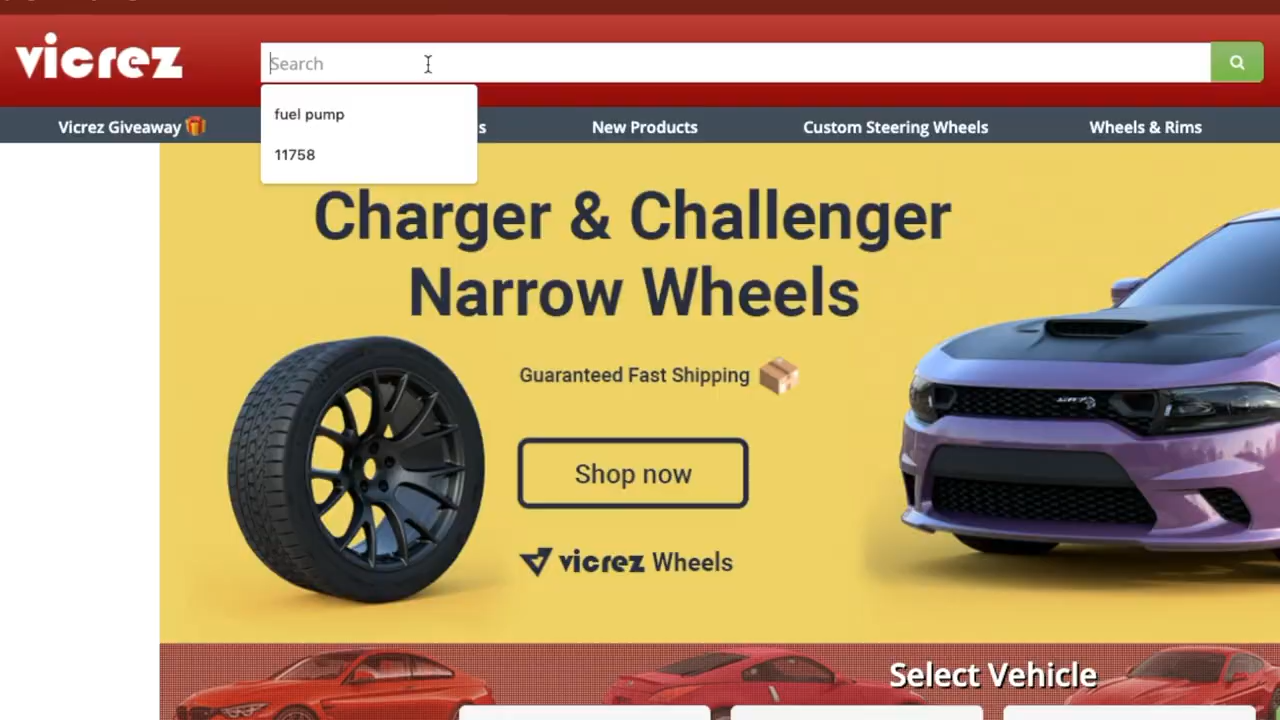 vicrez
Search
fuel pump
11758
Vicrez Giveaway
s
New Products
Custom Steering Wheels
Wheels & Rims
Charger & Challenger
Narrow Wheels
Guaranteed Fast Shipping
Shop now
vicrez Wheels
SRT
Select Vehicle